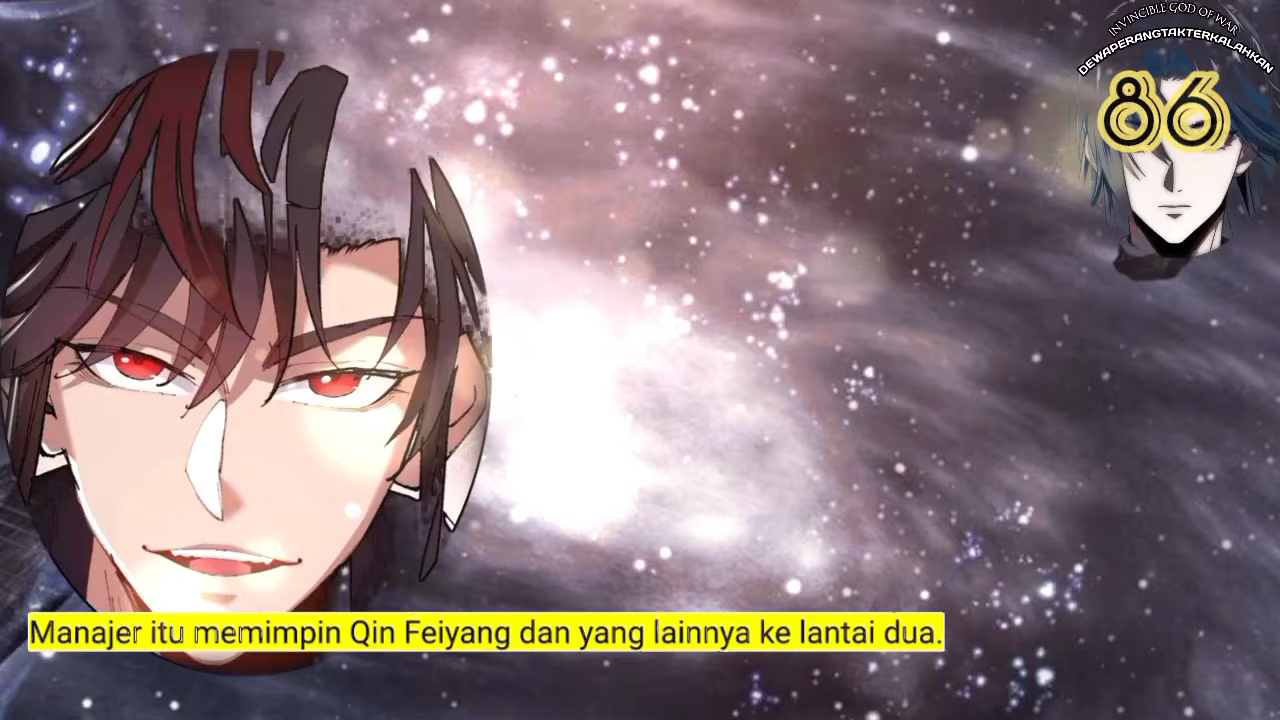 INVINCIBLE GOD OF WAR
DEWAPERANGTAKTERKALAHKAN
86
Manajer itu memimpin Qin Feiyang dan yang lainnya ke lantai dua.